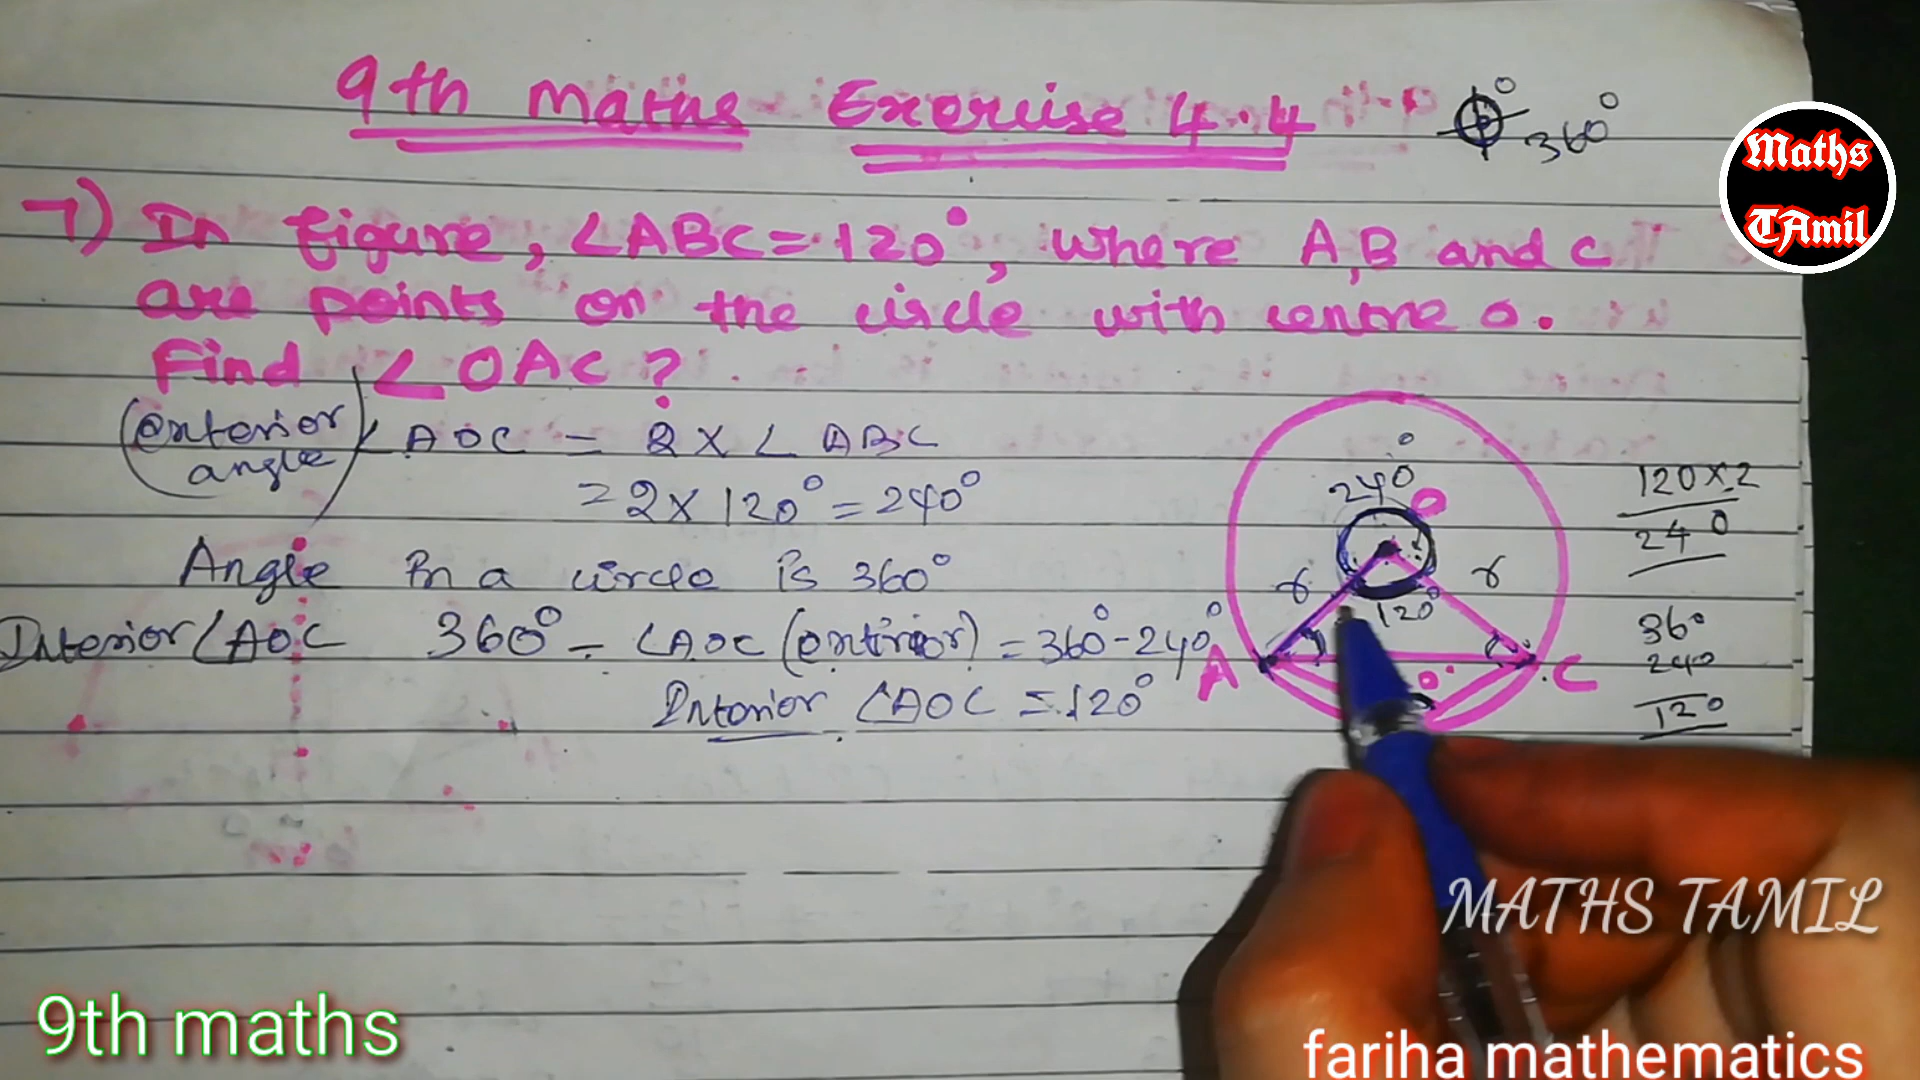 9th maths Exercise 4.4
360°
Maths
TAmil
7) In figure, ∠ABC = 120°, where A, B and C
are points on the circle with centre O.
Find ∠OAC?
(exterior angle) ∠AOC = 2 × ∠ABC
= 2 × 120° = 240°
Angle in a circle is 360°
Interior ∠AOC 360° - ∠AOC (exterior) = 360° - 240°
Interior ∠AOC = 120°
240°
O
r
r
120°
A
C
120×2
240
360
240
120
MATHS TAMIL
9th maths
fariha mathematics